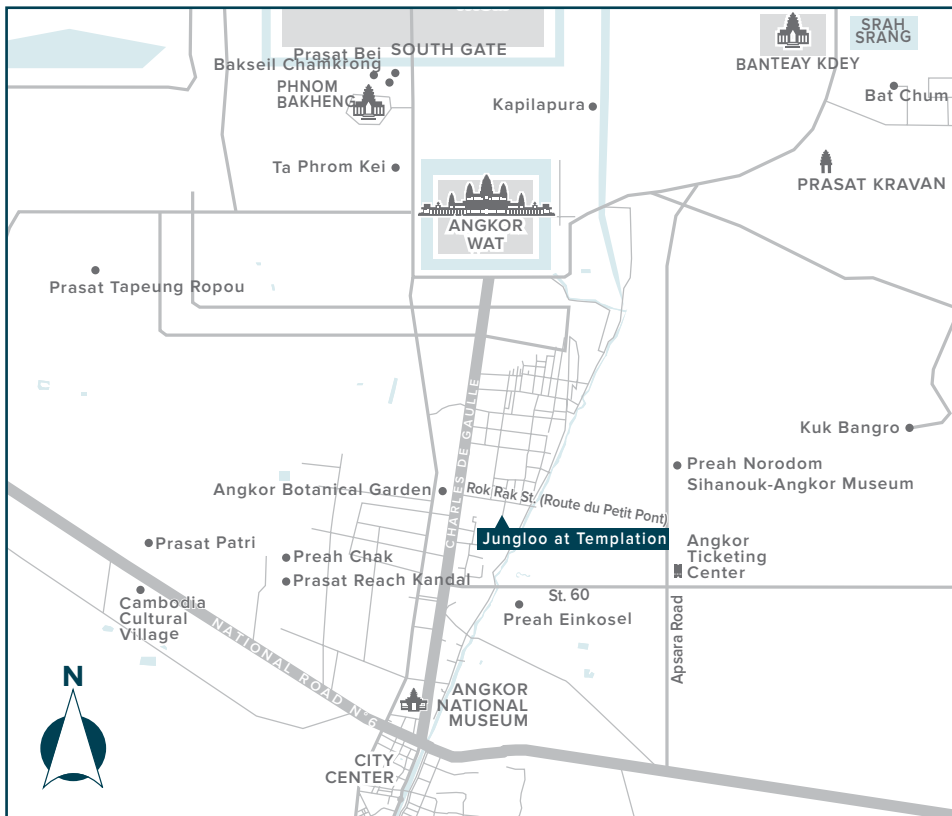 Prasat Bei
SOUTH GATE
Bakseil Chamkrong
PHNOM
BAKHENG
Kapilapura
BANTEAY KDEY
SRAH
SRANG
Bat Chum
Ta Phrom Kei
PRASAT KRAVAN
ANGKOR
WAT
Prasat Tapeung Ropou
CHARLES DE GAULLE
Kuk Bangro
Preah Norodom
Sihanouk-Angkor Museum
Angkor Botanical Garden
Rok Rak St. (Route du Petit Pont)
Jungloo at Templation
Angkor
Ticketing
Center
Prasat Patri
Preah Chak
Prasat Reach Kandal
Cambodia
Cultural
Village
St. 60
Preah Einkosel
Apsara Road
NATIONAL ROAD N°6
ANGKOR
NATIONAL
MUSEUM
CITY
CENTER
N